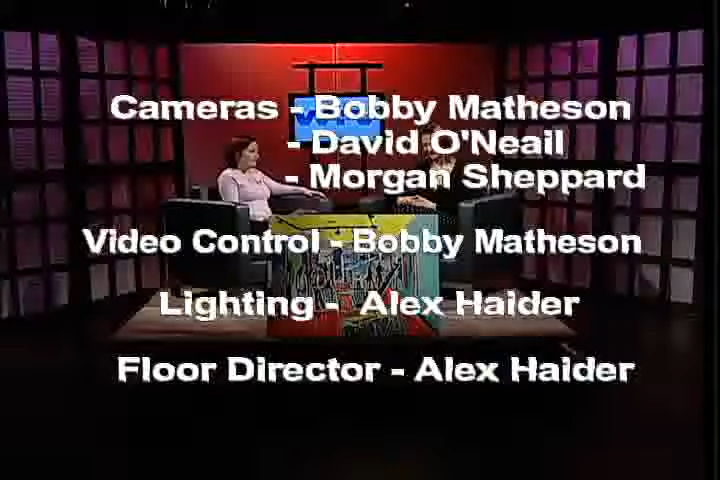 Cameras - Bobby Matheson
- David O'Neail
- Morgan Sheppard
Video Control - Bobby Matheson
Lighting - Alex Haider
Floor Director - Alex Haider